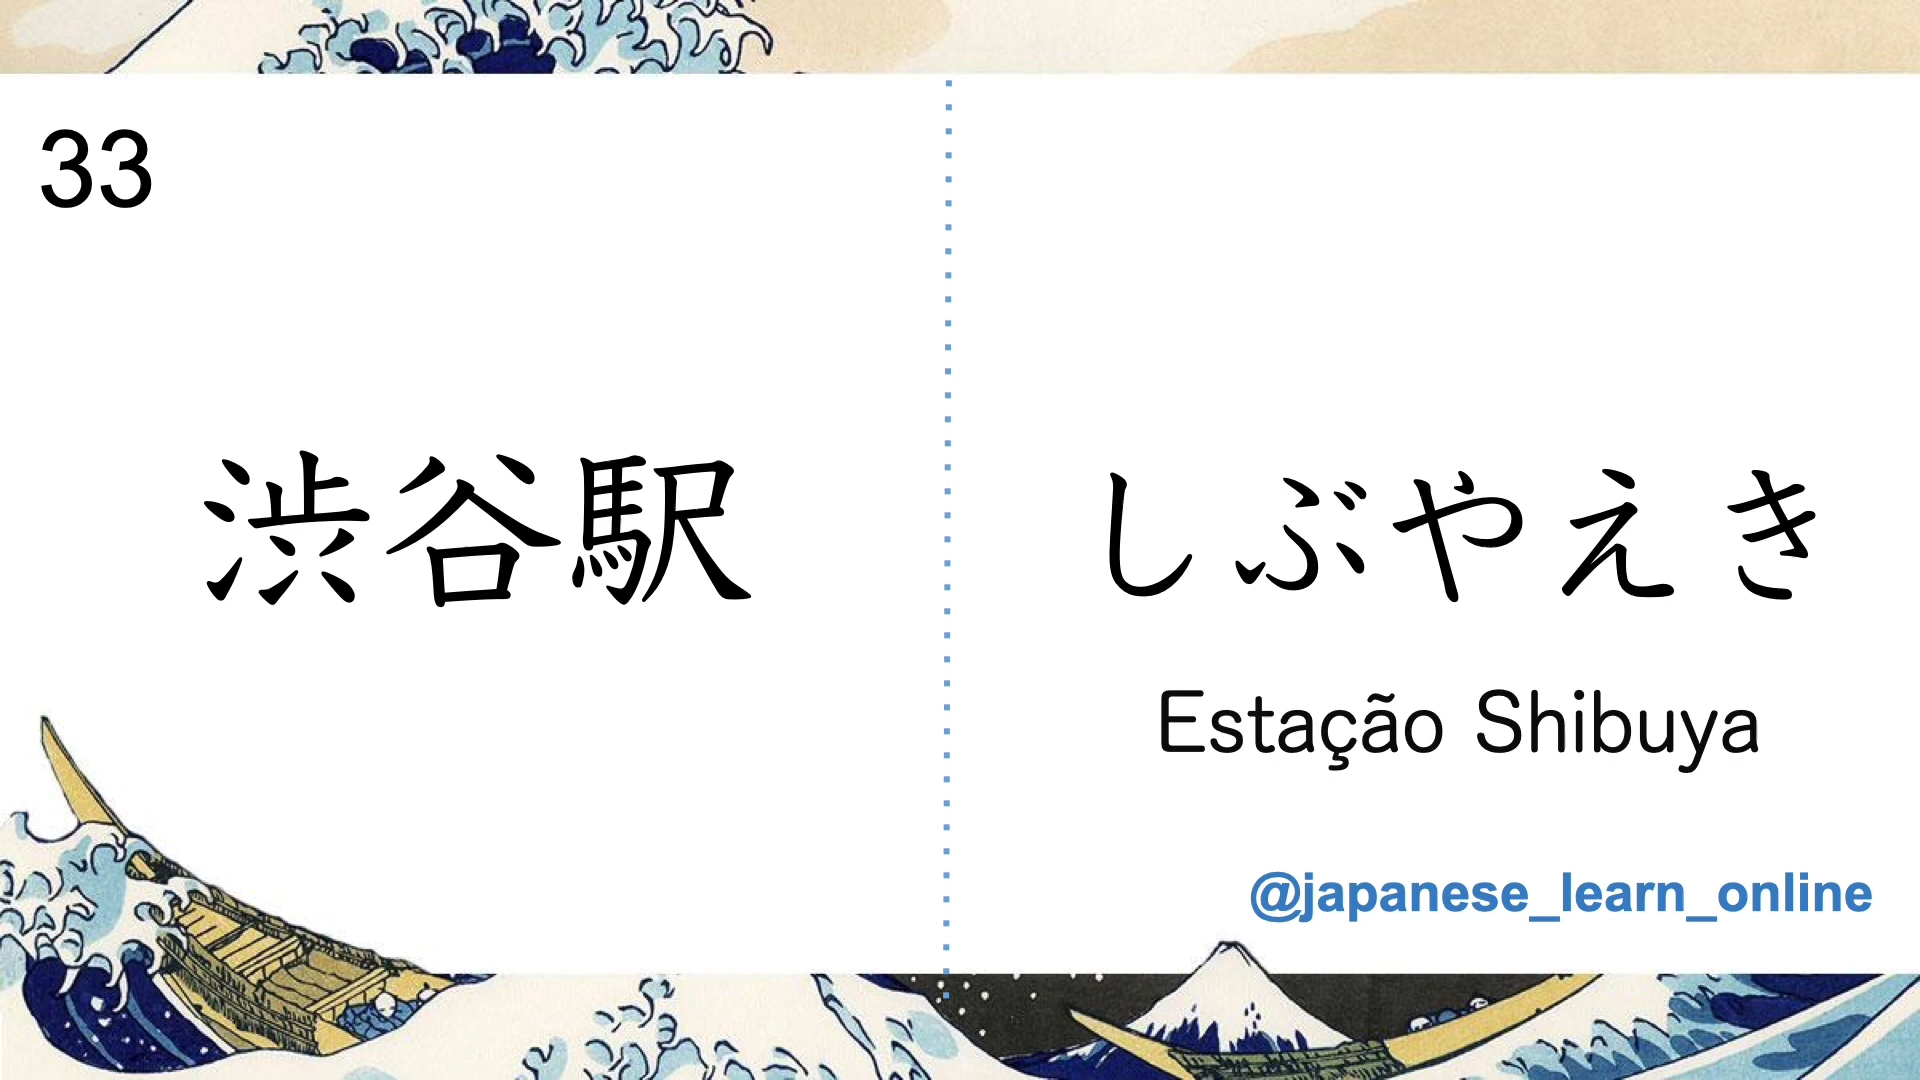 33
渋谷駅
しぶやえき
Estação Shibuya
@japanese_learn_online